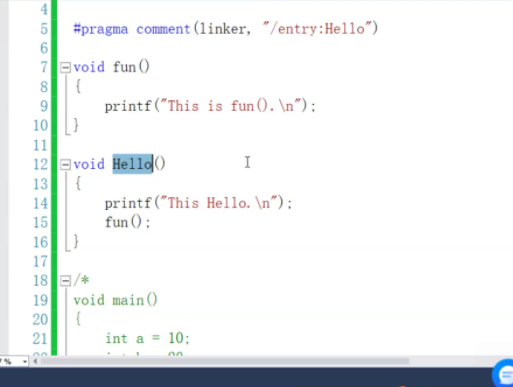 4
5 #pragma comment(linker, "/entry:Hello")
6
7 void fun()
8 {
9 printf("This is fun().\n");
10 }
11
12 void Hello()
13 {
14 printf("This Hello.\n");
15 fun();
16 }
17
18 /*
19 void main()
20 {
21 int a = 10;